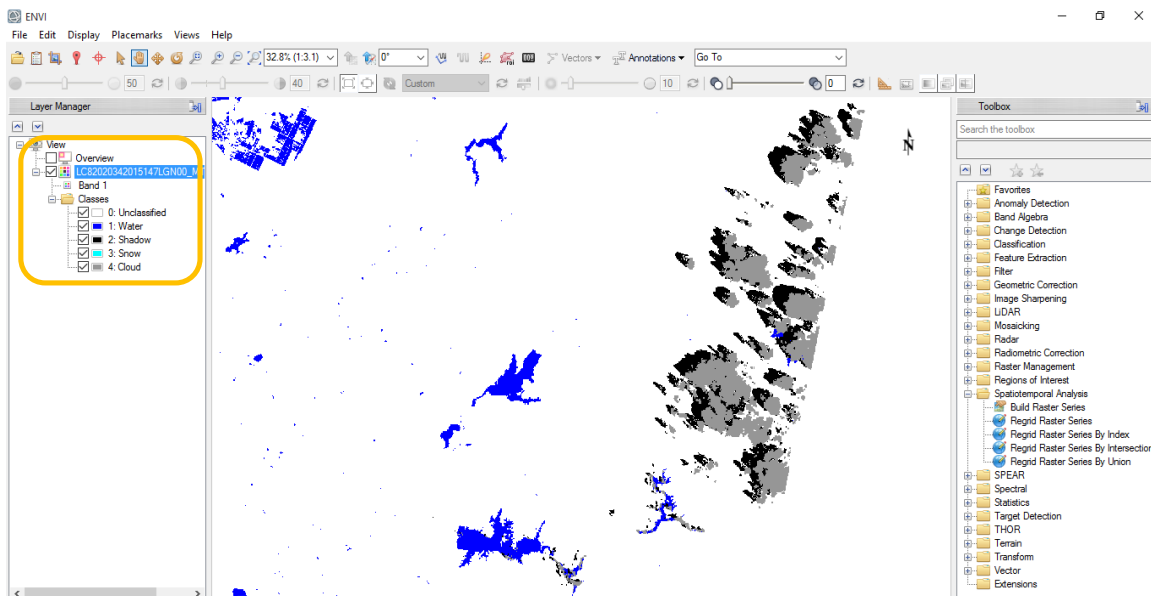 ENVI
File Edit Display Placemarks Views Help
32.8% (1:3.1) 0° Vectors Annotations Go To
50 40 Custom 10 0
Layer Manager
View
Overview
LC82020342015147LGN00_M
Band 1
Classes
0: Unclassified
1: Water
2: Shadow
3: Snow
4: Cloud
N
Toolbox
Search the toolbox
Favorites
Anomaly Detection
Band Algebra
Change Detection
Classification
Feature Extraction
Filter
Geometric Correction
Image Sharpening
LiDAR
Mosaicking
Radar
Radiometric Correction
Raster Management
Regions of Interest
Spatiotemporal Analysis
Build Raster Series
Regrid Raster Series
Regrid Raster Series By Index
Regrid Raster Series By Intersection
Regrid Raster Series By Union
SPEAR
Spectral
Statistics
Target Detection
THOR
Terrain
Transform
Vector
Extensions